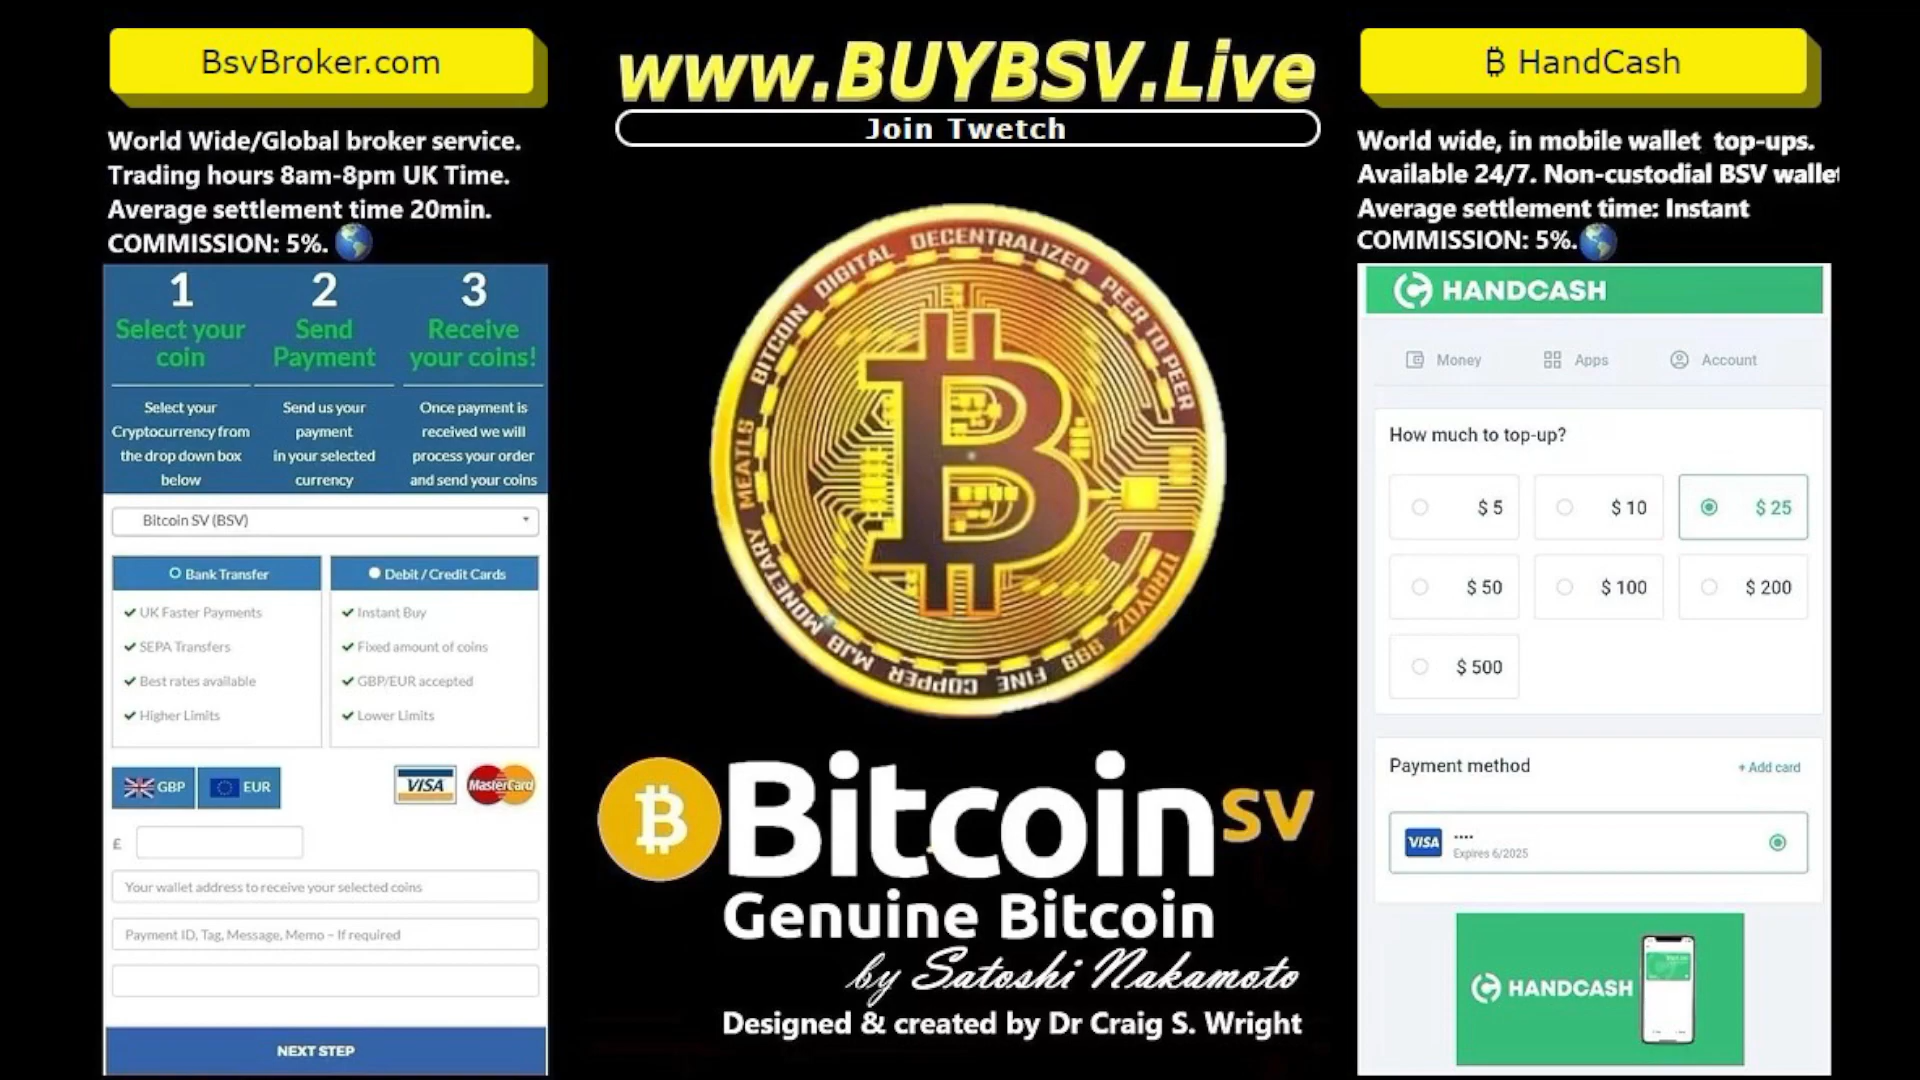 BsvBroker.com
World Wide/Global broker service.
Trading hours 8am-8pm UK Time.
Average settlement time 20min.
COMMISSION: 5%.
1
Select your
coin
Select your
Cryptocurrency from
the drop down box
below
2
Send
Payment
Send us your
payment
in your selected
currency
3
Receive
your coins!
Once payment is
received we will
process your order
and send your coins
Bitcoin SV (BSV)
Bank Transfer
UK Faster Payments
SEPA Transfers
Best rates available
Higher Limits
Debit / Credit Cards
Instant Buy
Fixed amount of coins
GBP/EUR accepted
Lower Limits
GBP
EUR
VISA
MasterCard
£
Your wallet address to receive your selected coins
Payment ID, Tag, Message, Memo – If required
NEXT STEP
www.BUYBSV.Live
Join Twetch
BITCOIN DIGITAL DECENTRALIZED PEER TO PEER
MONETARY MEATLS
MJB
1TROYOZ 999 FINE COPPER
Bitcoin SV
Genuine Bitcoin
by Satoshi Nakamoto
Designed & created by Dr Craig S. Wright
₿ HandCash
World wide, in mobile wallet top-ups.
Available 24/7. Non-custodial BSV walle
Average settlement time: Instant
COMMISSION: 5%.
HANDCASH
Money
Apps
Account
How much to top-up?
$ 5
$ 10
$ 25
$ 50
$ 100
$ 200
$ 500
Payment method
+ Add card
VISA
••••
Expires 6/2025
HANDCASH